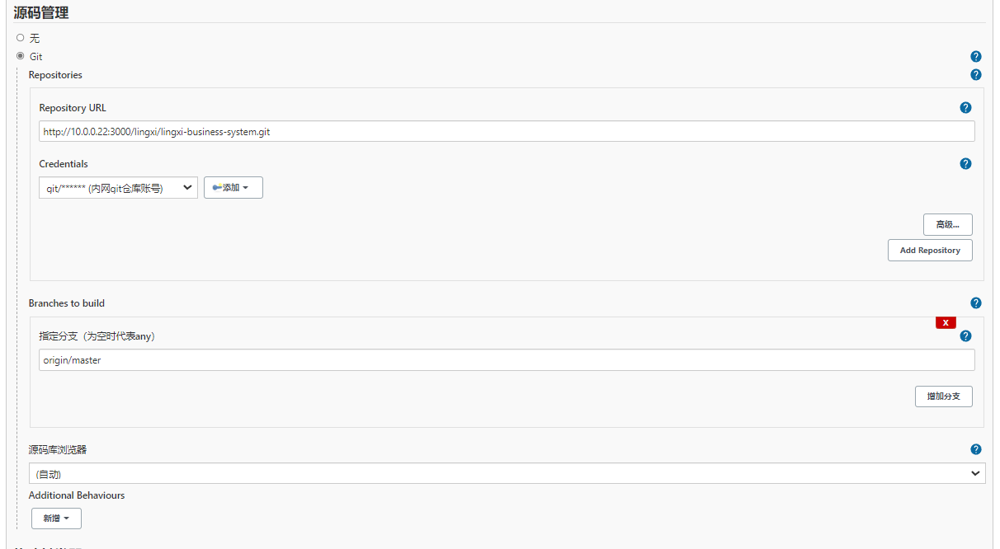 源码管理
无
Git
Repositories
Repository URL
http://10.0.0.22:3000/lingxi/lingxi-business-system.git
Credentials
git/****** (内网git仓库账号)
添加
高级...
Add Repository
Branches to build
X
指定分支（为空时代表any）
origin/master
增加分支
源码库浏览器
(自动)
Additional Behaviours
新增